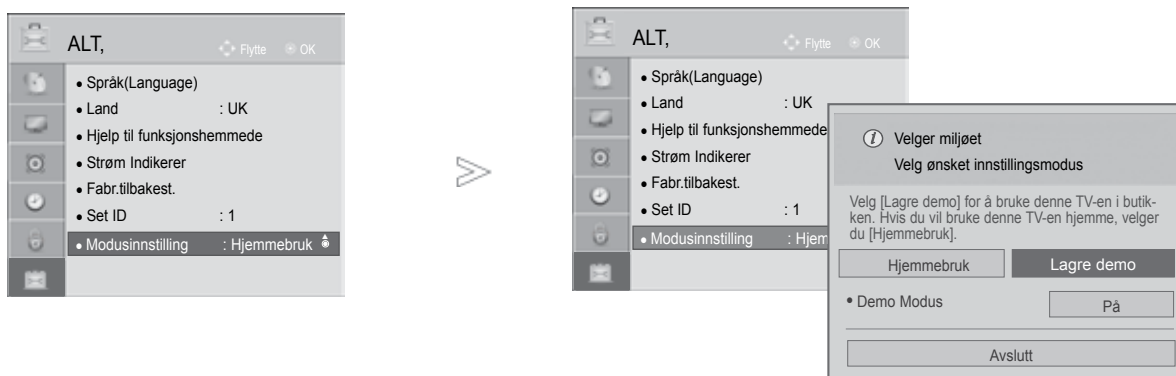 ALT,
Flytte OK
• Språk(Language)
• Land : UK
• Hjelp til funksjonshemmede
• Strøm Indikerer
• Fabr.tilbakest.
• Set ID : 1
• Modusinnstilling : Hjemmebruk
ALT,
Flytte OK
• Språk(Language)
• Land : UK
• Hjelp til funksjonshemmede
• Strøm Indikerer
• Fabr.tilbakest.
• Set ID : 1
• Modusinnstilling : Hjem
Velger miljøet
Velg ønsket innstillingsmodus
Velg [Lagre demo] for å bruke denne TV-en i butik-
ken. Hvis du vil bruke denne TV-en hjemme, velger
du [Hjemmebruk].
Hjemmebruk Lagre demo
• Demo Modus På
Avslutt